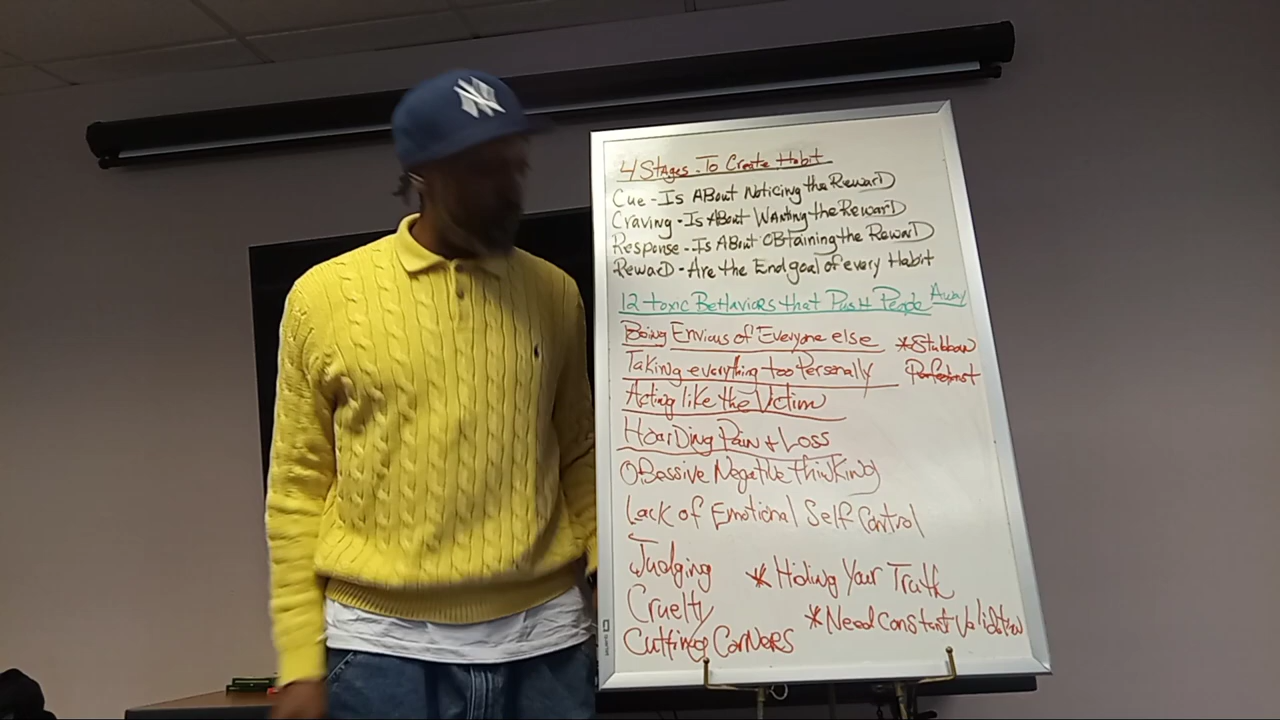 NY
4 Stages To Create Habit
Cue - Is About Noticing the Reward
Craving - Is About Wanting the Reward
Response - Is About Obtaining the Reward
Reward - Are the End goal of every Habit
12 toxic Behaviors that Push People Away
Being Envious of Everyone else
*Stubborn
Taking everything too Personally
Perfectionst
Acting like the Victim
Hoarding Pain + Loss
Obsessive Negative thinking
Lack of Emotional Self Control
Judging
*Hiding Your Truth
Cruelty
*Need constant validation
Cutting Corners